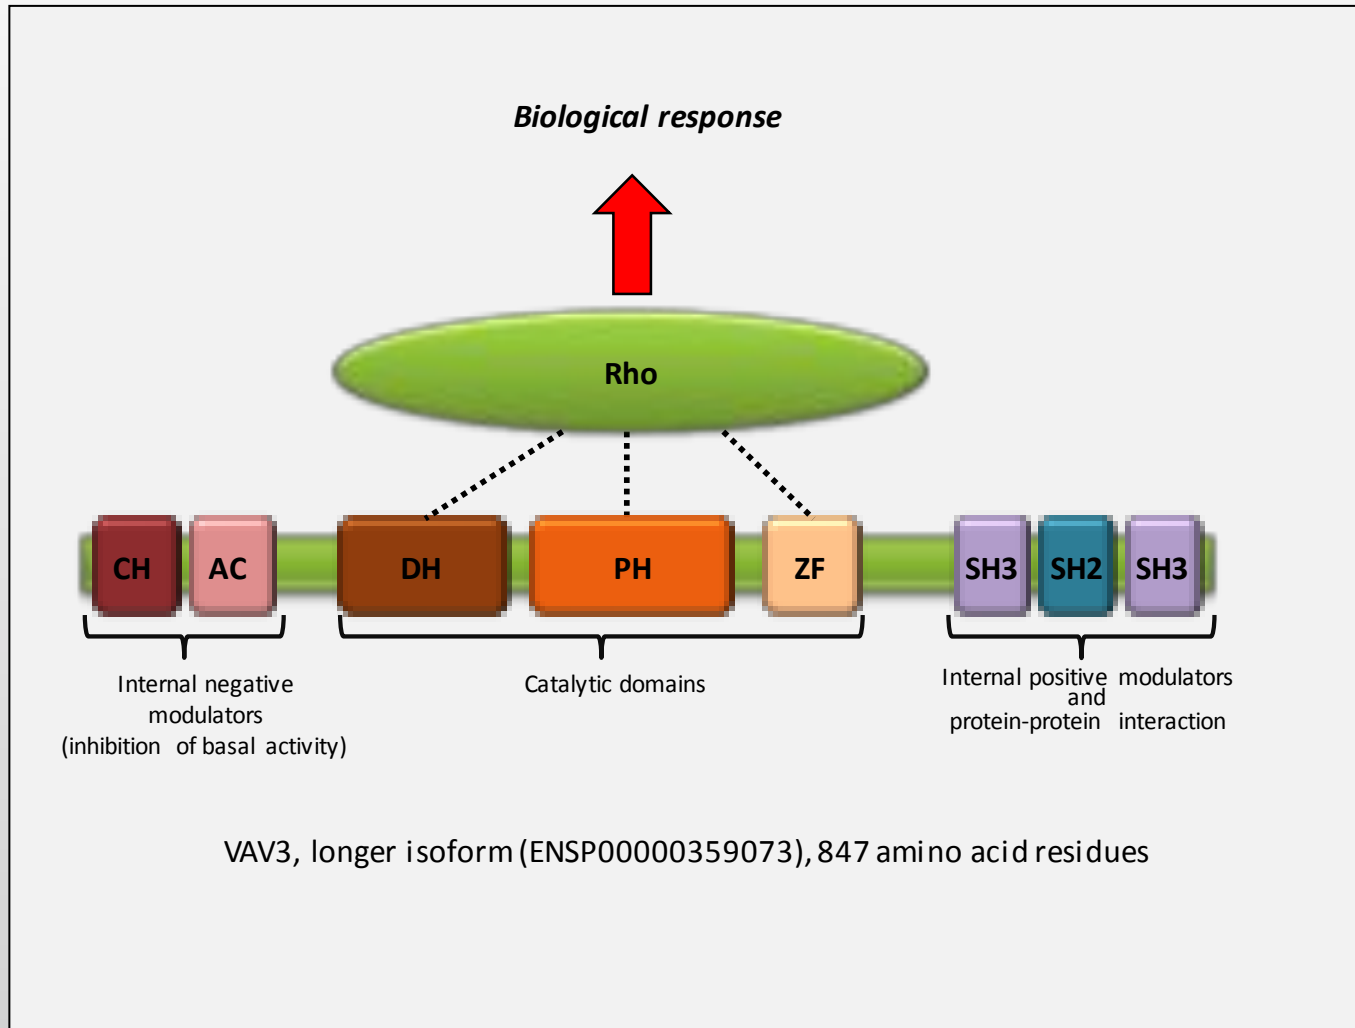 Biological response
Rho
CH AC DH PH ZF SH3 SH2 SH3
Internal negative
modulators
(inhibition of basal activity)
Catalytic domains
Internal positive modulators
and
protein-protein interaction
VAV3, longer isoform (ENSP00000359073), 847 amino acid residues